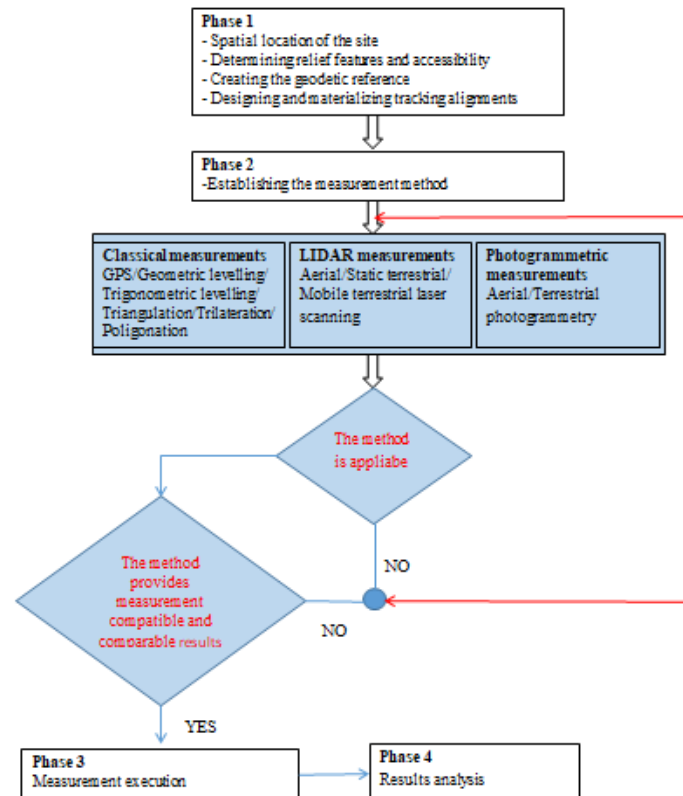 Phase 1
- Spatial location of the site
- Determining relief features and accessibility
- Creating the geodetic reference
- Designing and materializing tracking alignments
Phase 2
-Establishing the measurement method
Classical measurements
GPS/Geometric levelling/
Trigonometric levelling/
Triangulation/Trilateration/
Poligonation
LIDAR measurements
Aerial/Static terrestrial/
Mobile terrestrial laser
scanning
Photogrammetric
measurements
Aerial/Terrestrial
photogrammetry
The method
is appliabe
NO
The method
provides
measurement
compatible and
comparable results
NO
YES
Phase 3
Measurement execution
Phase 4
Results analysis